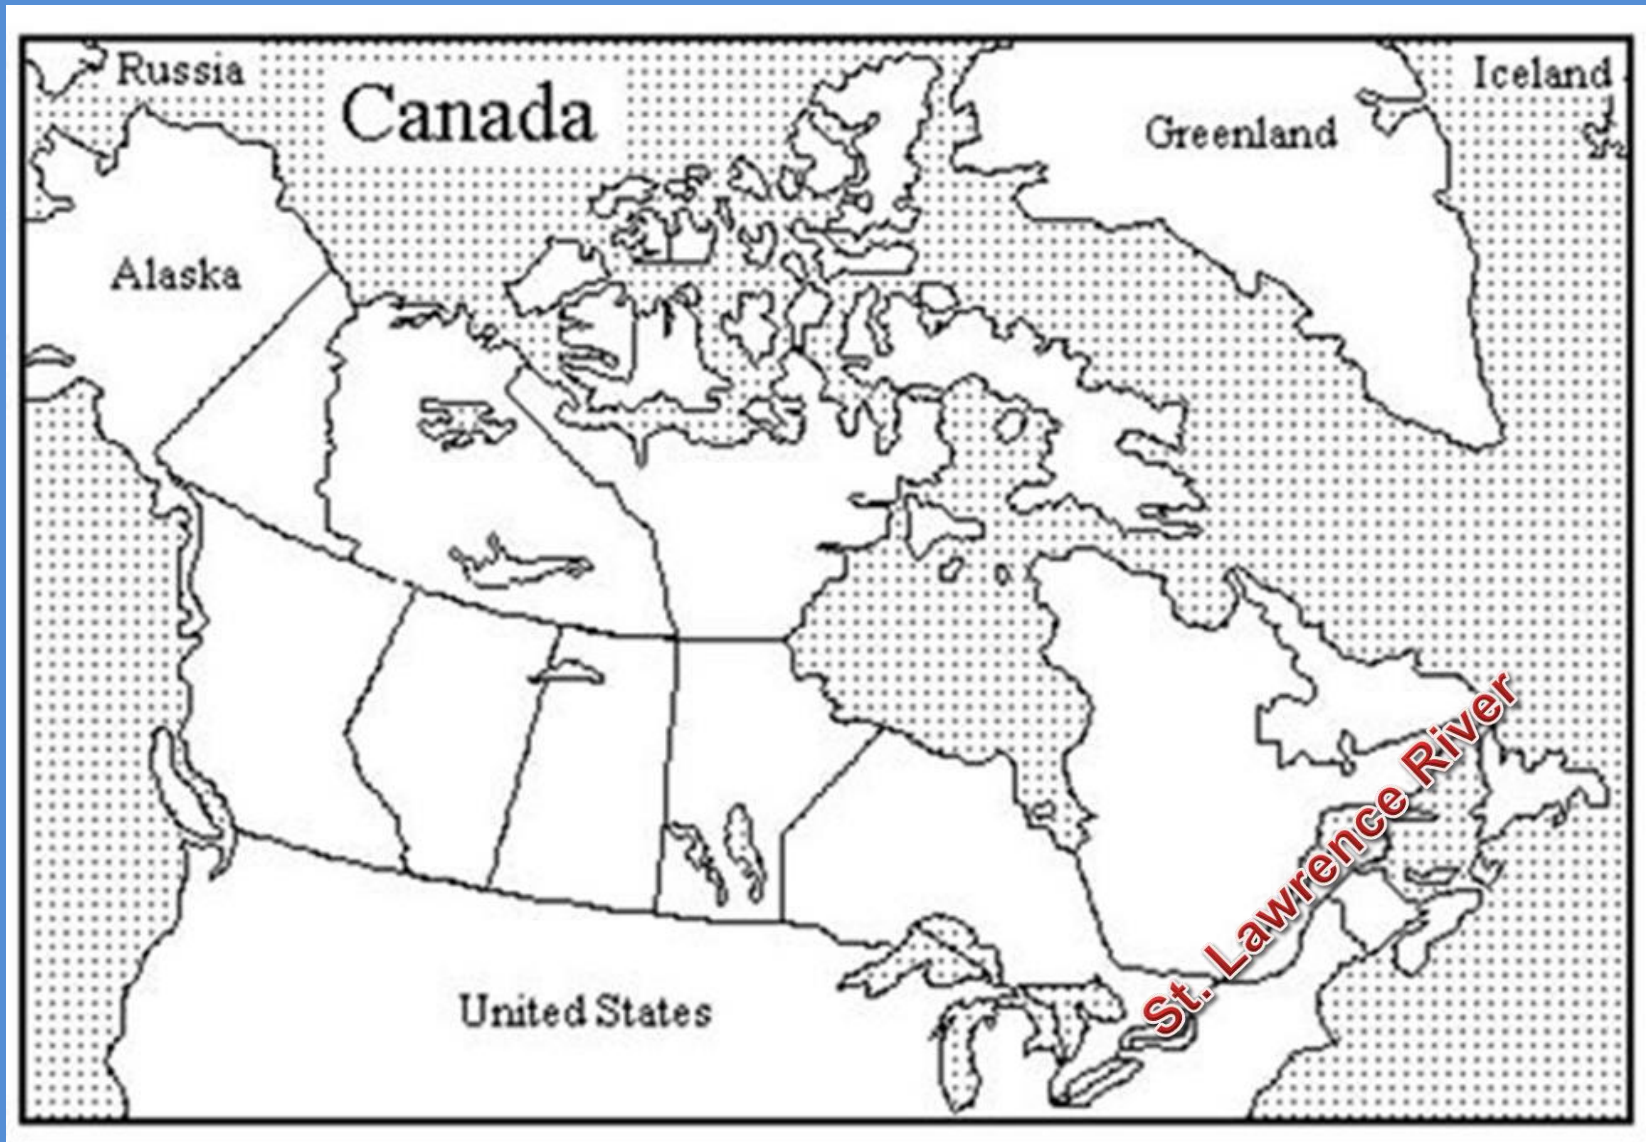 Russia
Canada
Iceland
Greenland
Alaska
St. Lawrence River
United States